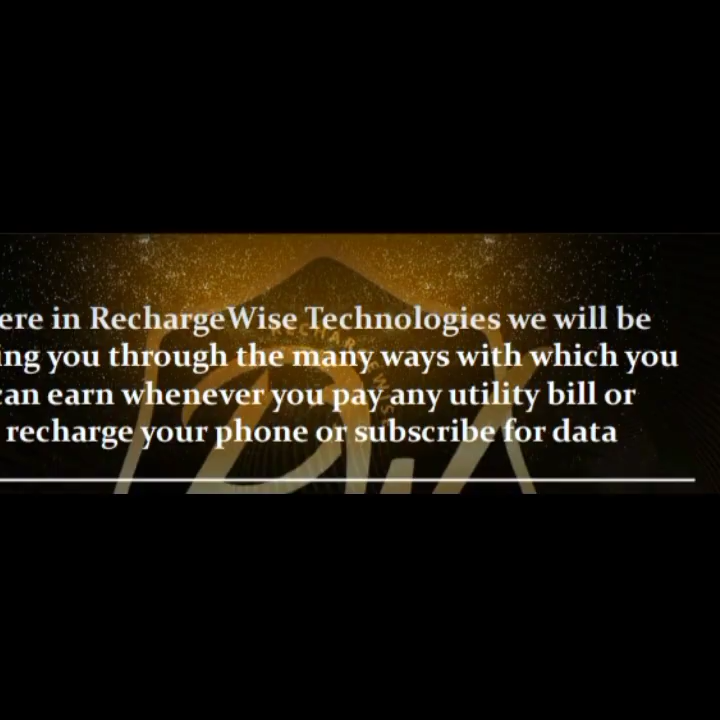 ere in RechargeWise Technologies we will be
ing you through the many ways with which you
can earn whenever you pay any utility bill or
recharge your phone or subscribe for data
RECHARGEWISE